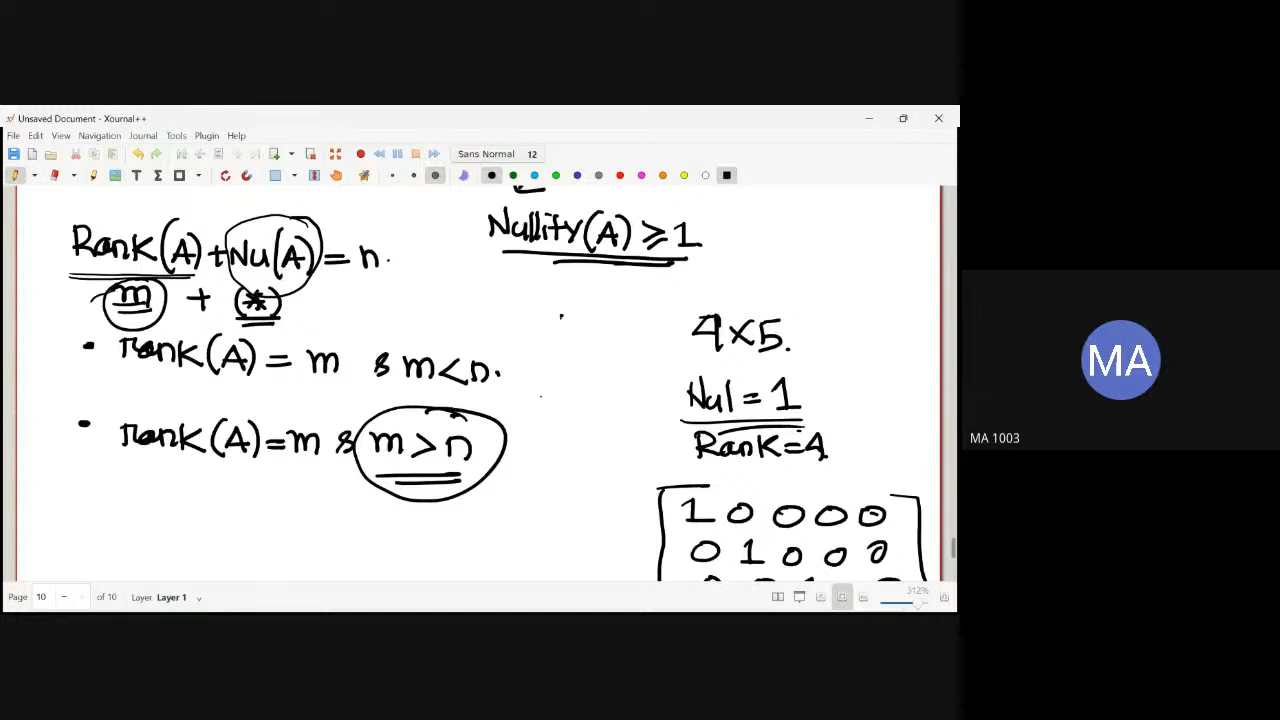 Unsaved Document - Xournal++
File Edit View Navigation Journal Tools Plugin Help
Sans Normal 12
Rank(A) + Nu(A) = n.
m + (*)
Nullity(A) ⩾ 1
• rank(A) = m & m < n.
• rank(A) = m & m > n
4 × 5.
Nul = 1
Rank = 4
1 0 0 0 0
0 1 0 0 0
MA
MA 1003
Page 10 of 10 Layer Layer 1
312%